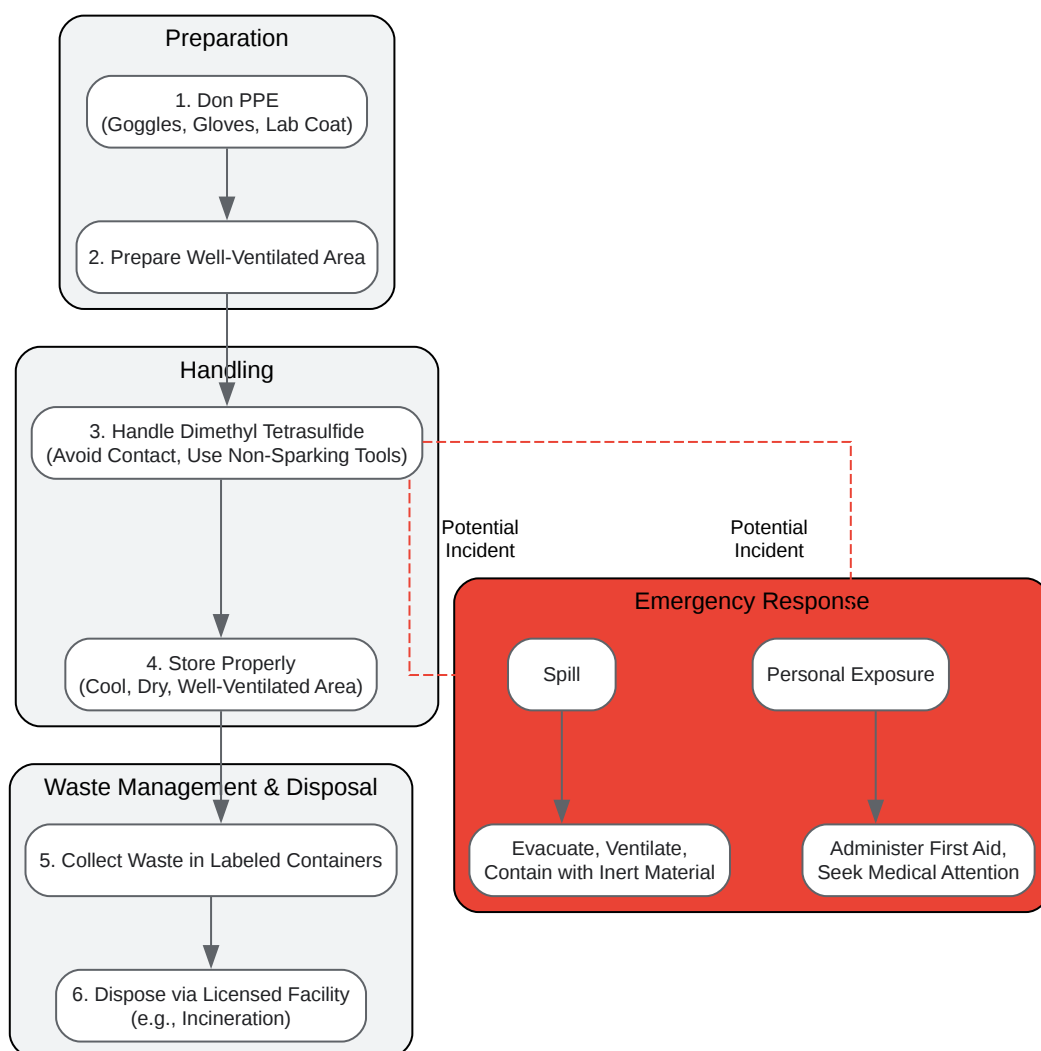 Preparation
1. Don PPE
(Goggles, Gloves, Lab Coat)
2. Prepare Well-Ventilated Area
Handling
3. Handle Dimethyl Tetrasulfide
(Avoid Contact, Use Non-Sparking Tools)
4. Store Properly
(Cool, Dry, Well-Ventilated Area)
Potential
Incident
Potential
Incident
Emergency Response
Spill
Personal Exposure
Evacuate, Ventilate,
Contain with Inert Material
Administer First Aid,
Seek Medical Attention
Waste Management & Disposal
5. Collect Waste in Labeled Containers
6. Dispose via Licensed Facility
(e.g., Incineration)